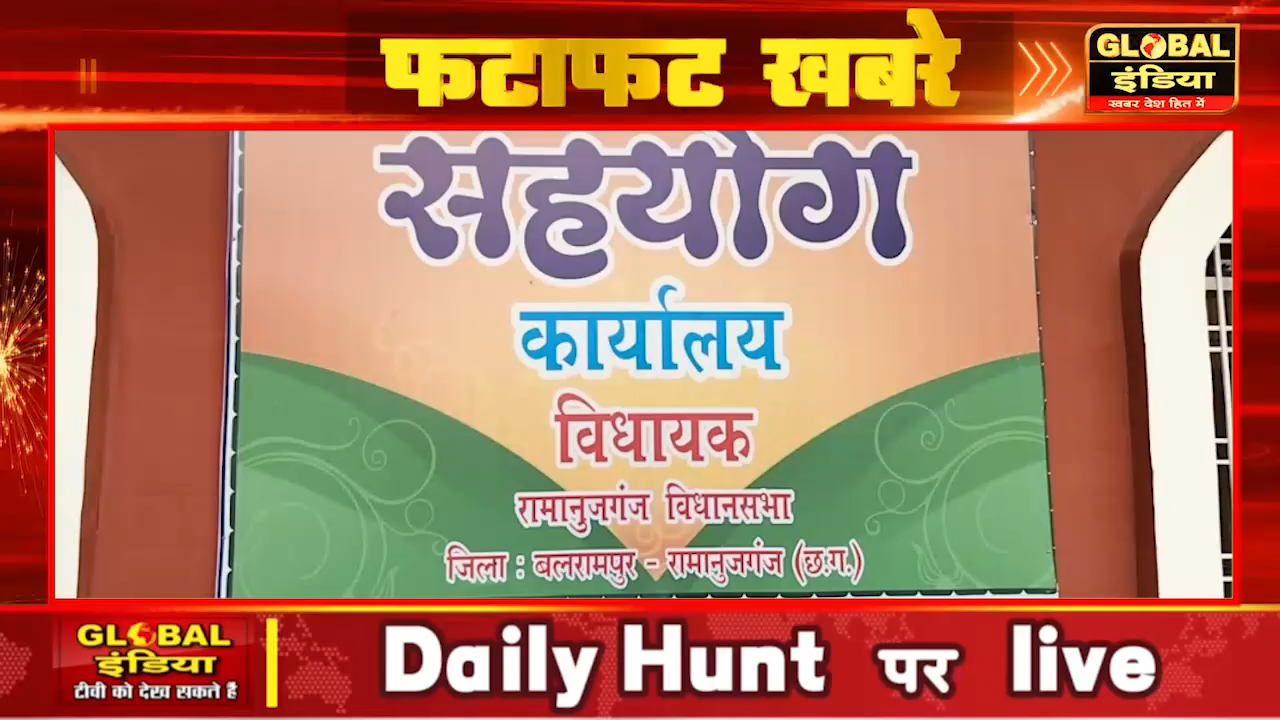 फटाफट खबरे
GLOBAL
इंडिया
खबर देश हित में
सहयोग
कार्यालय
विधायक
रामानुजगंज विधानसभा
जिला : बलरामपुर - रामानुजगंज (छ.ग.)
GLOBAL
इंडिया
टीवी को देख सकते हैं
Daily Hunt पर live